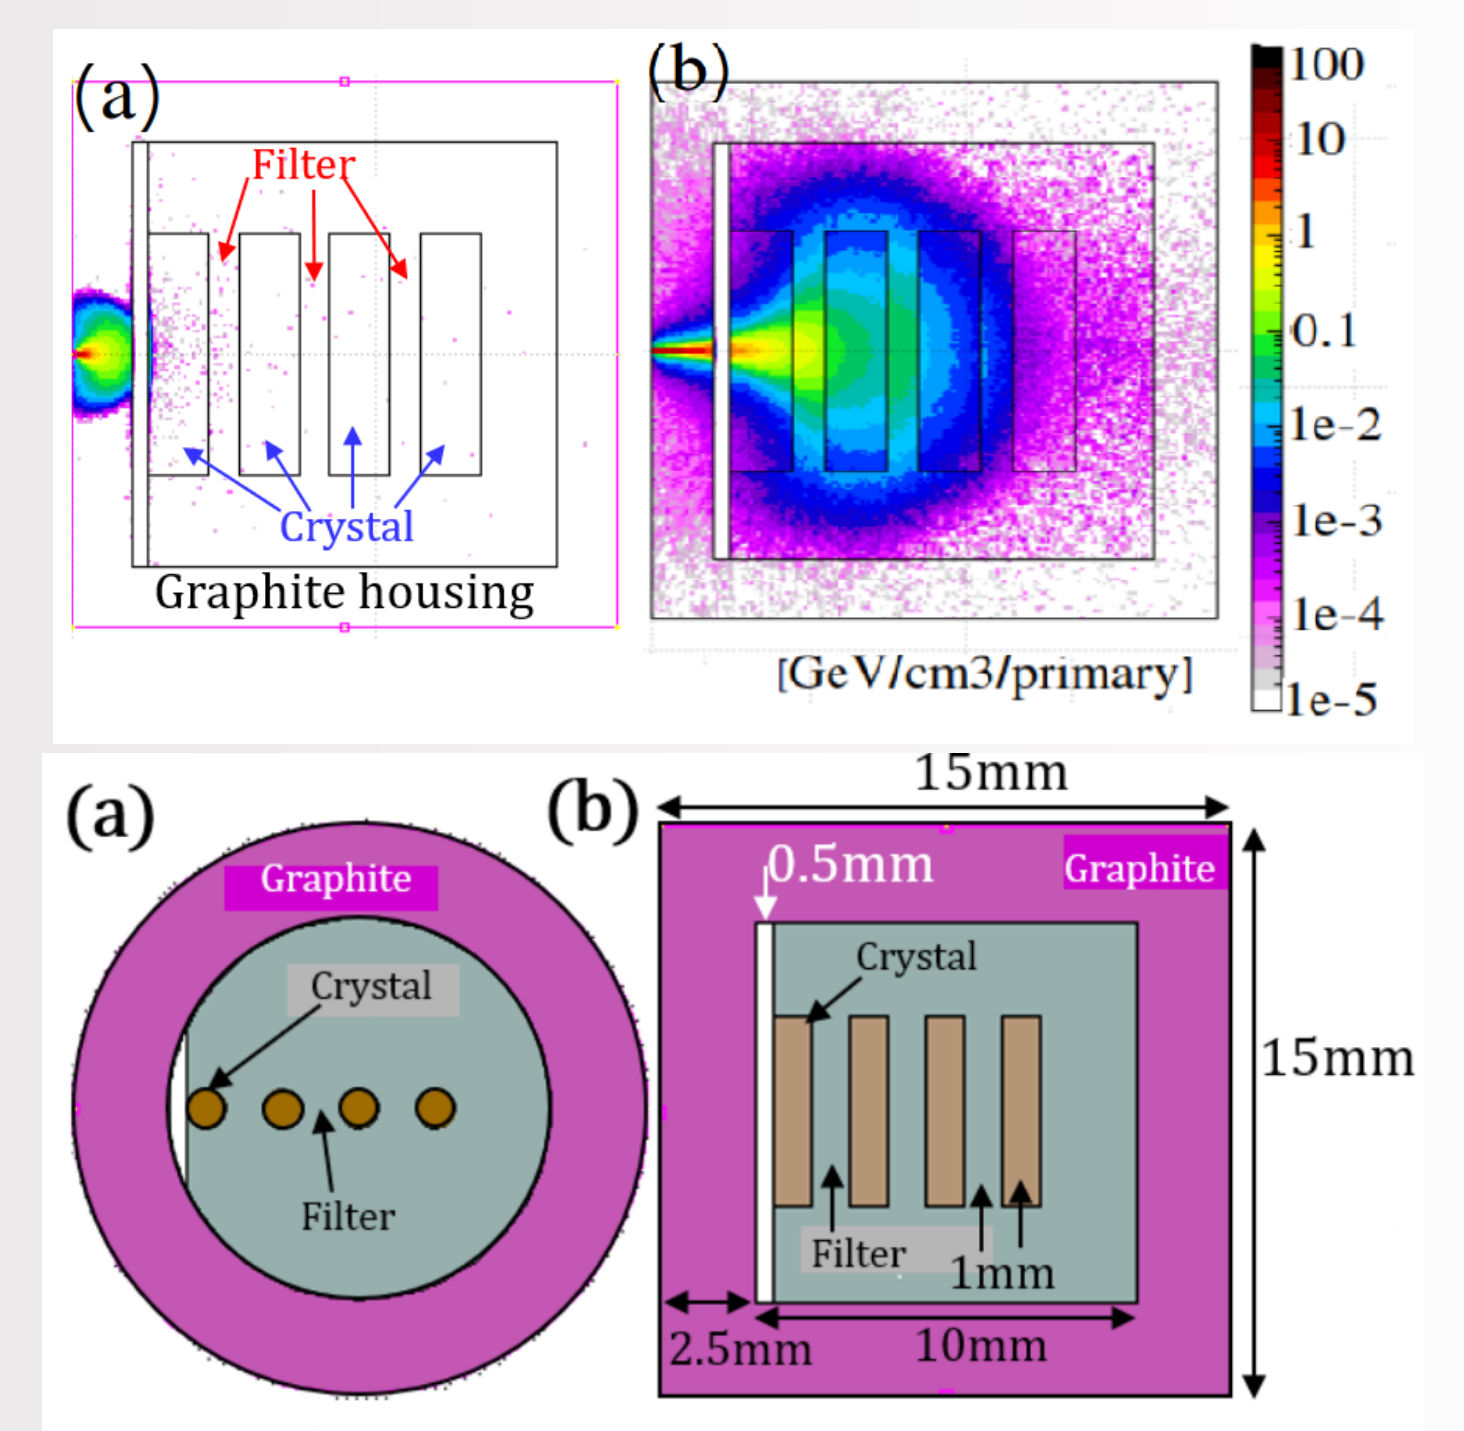 (a)
Filter
Crystal
Graphite housing
(b)
100
10
1
0.1
1e-2
1e-3
1e-4
1e-5
[GeV/cm3/primary]
(a)
Graphite
Crystal
Filter
(b)
15mm
0.5mm
Graphite
Crystal
15mm
Filter
1mm
2.5mm
10mm